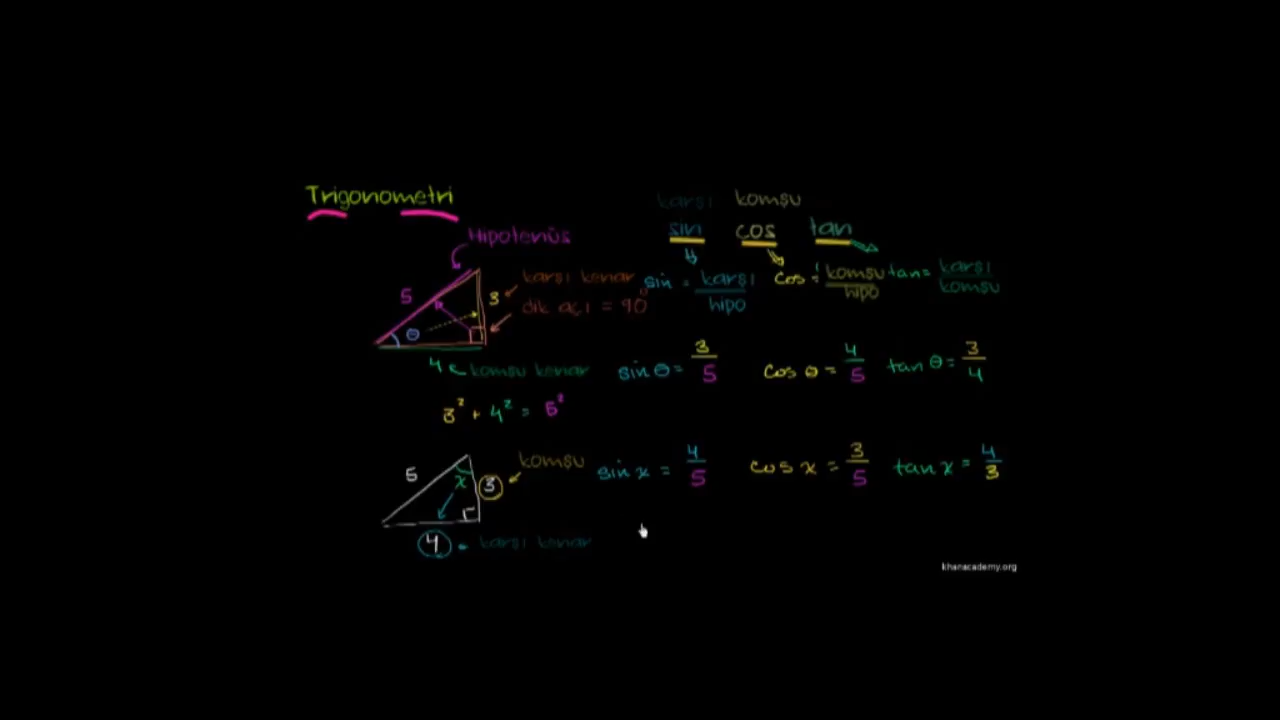 Trigonometri
karşı komşu
sin cos tan
Hipotenüs
karşı kenar
dik açı = 90°
sin = karşı / hipo
cos = komşu / hipo
tan = karşı / komşu
5
3
θ
4 komşu kenar
sin θ = 3/5
cos θ = 4/5
tan θ = 3/4
3² + 4² = 5²
5
x
3
komşu
sin x = 4/5
cos x = 3/5
tan x = 4/3
4 karşı kenar
khanacademy.org